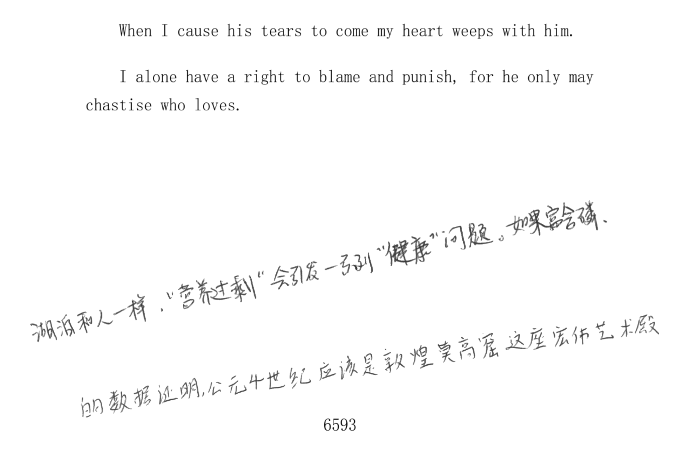 When I cause his tears to come my heart weeps with him.
I alone have a right to blame and punish, for he only may
chastise who loves.
湖泊和人一样，“营养过剩”会引发一系列“健康”问题。如果富含磷、
的数据证明，公元4世纪应该是敦煌莫高窟这座宏伟艺术殿
6593